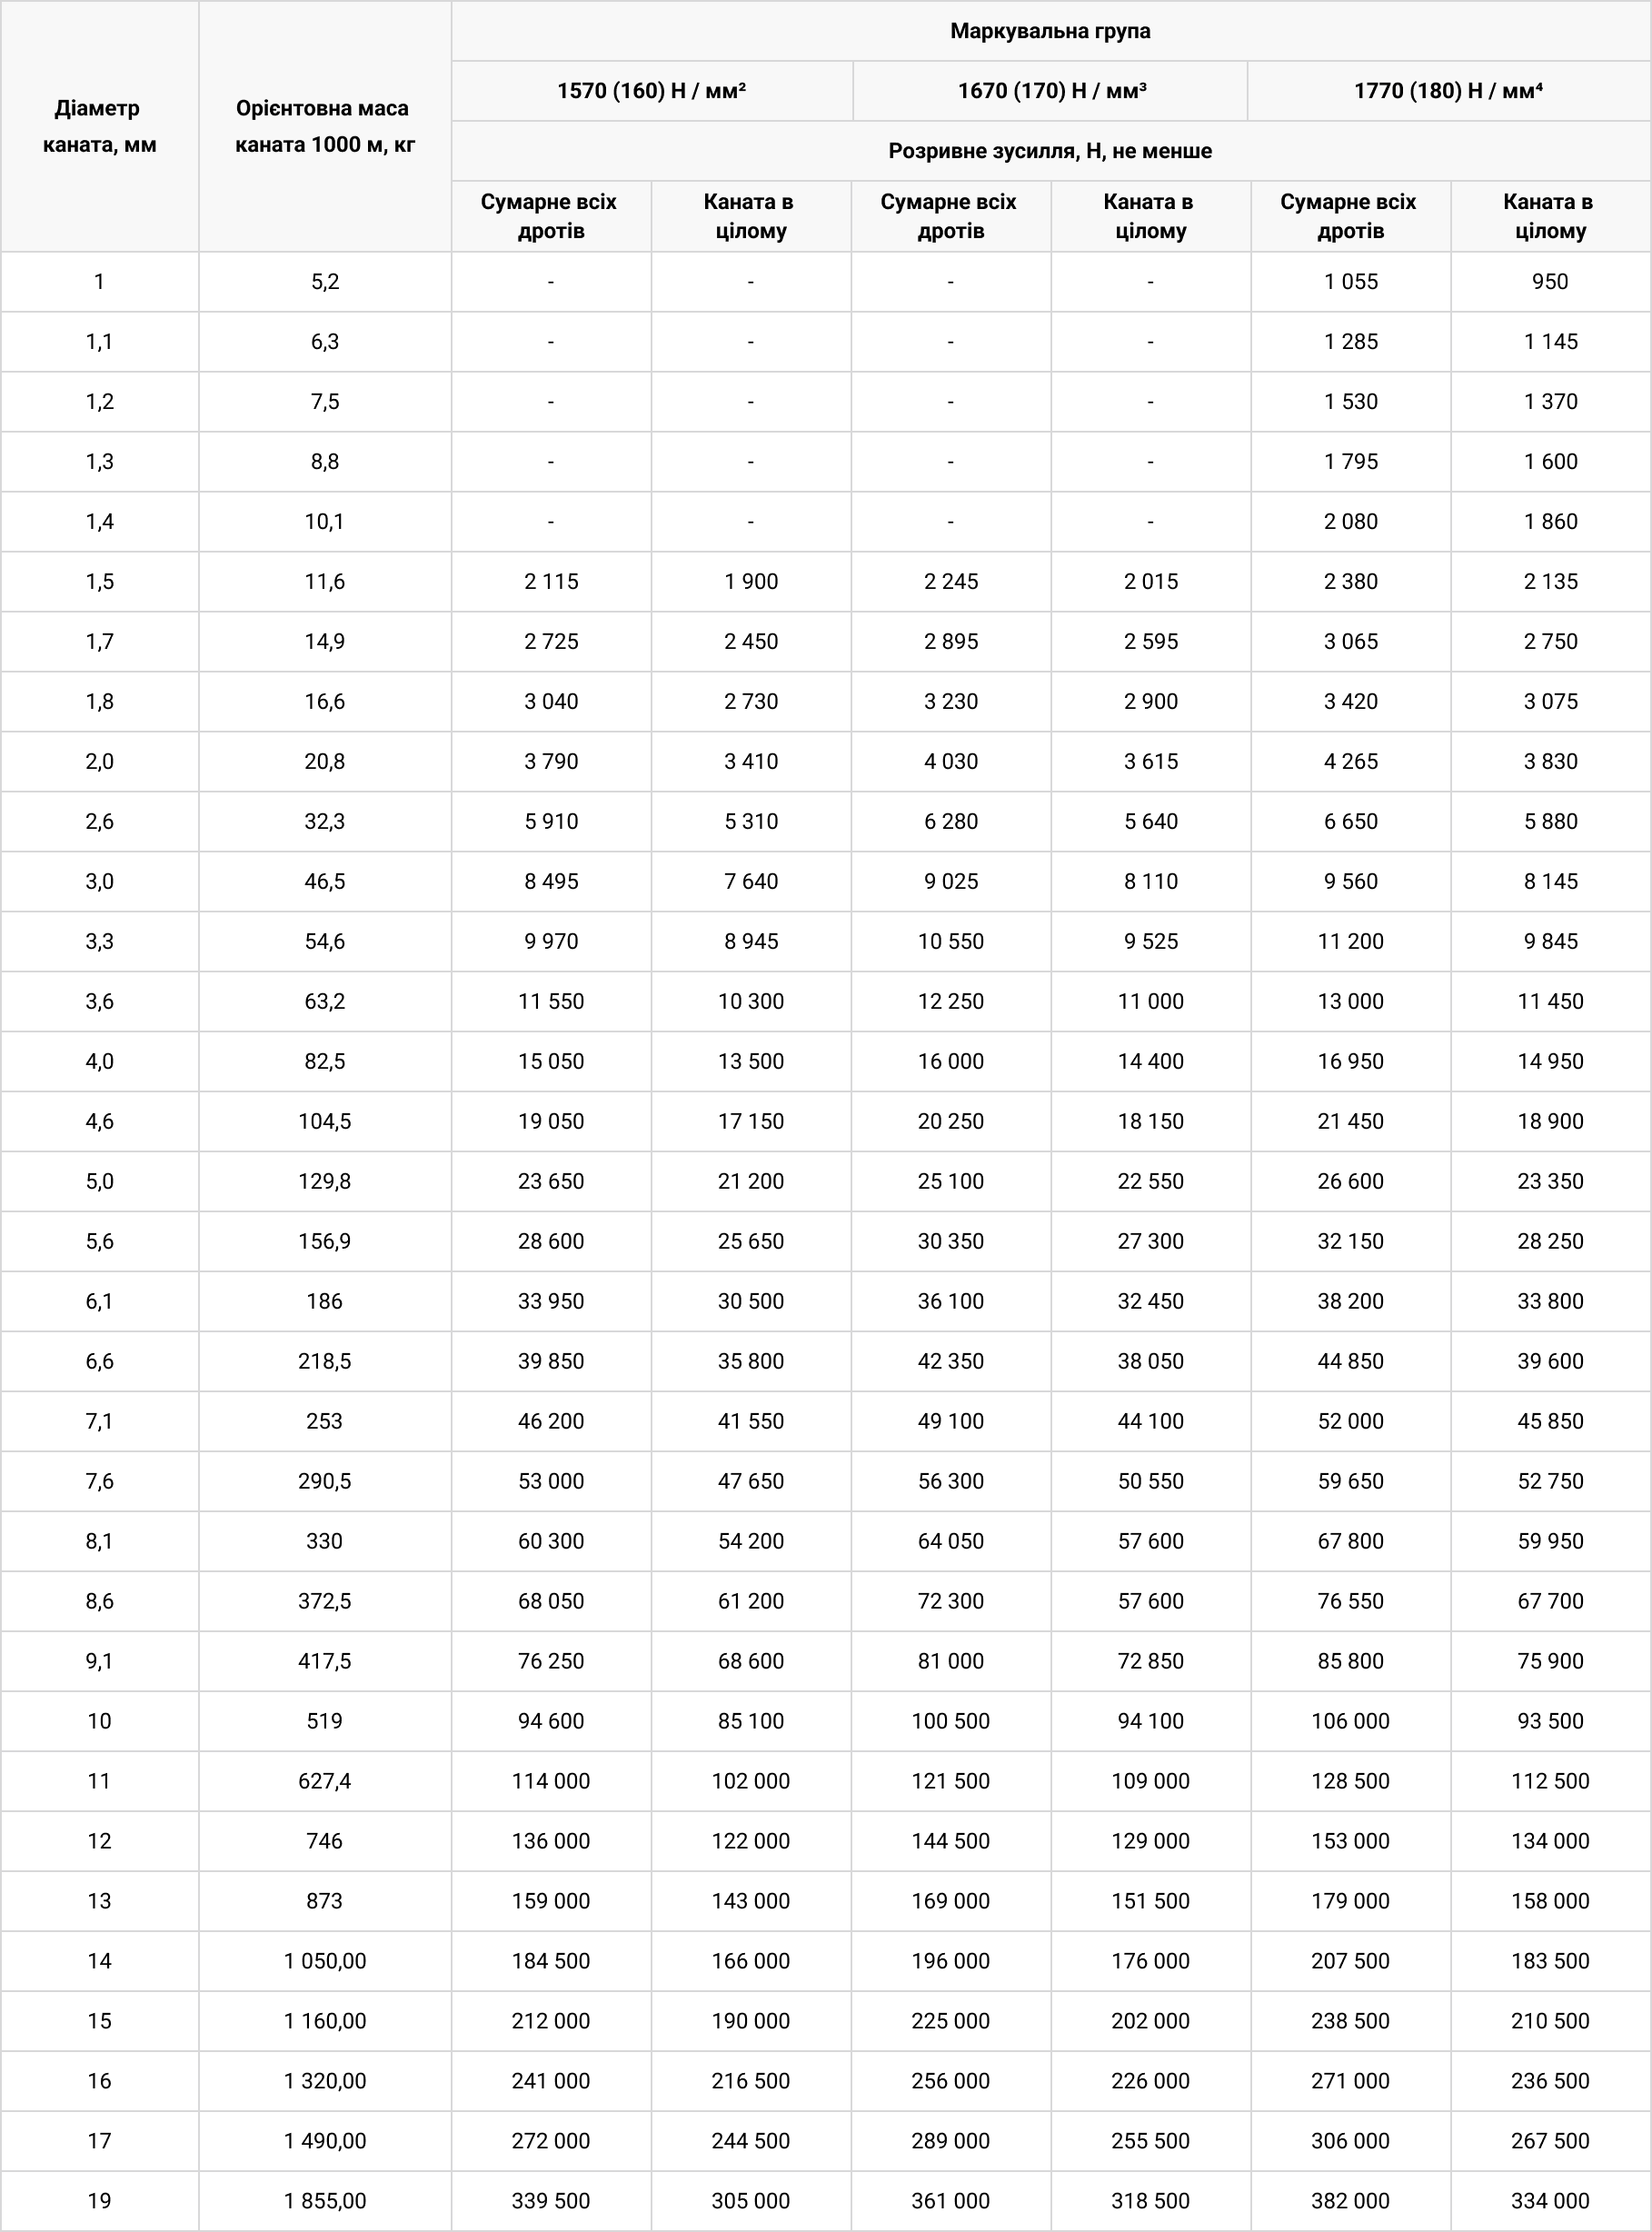 Діаметр каната, мм Орієнтовна маса каната 1000 м, кг Маркувальна група
1570 (160) Н / мм² 1670 (170) Н / мм³ 1770 (180) Н / мм⁴
Розривне зусилля, Н, не менше
Сумарне всіх дротів Каната в цілому Сумарне всіх дротів Каната в цілому Сумарне всіх дротів Каната в цілому
1 5,2 - - - - 1 055 950
1,1 6,3 - - - - 1 285 1 145
1,2 7,5 - - - - 1 530 1 370
1,3 8,8 - - - - 1 795 1 600
1,4 10,1 - - - - 2 080 1 860
1,5 11,6 2 115 1 900 2 245 2 015 2 380 2 135
1,7 14,9 2 725 2 450 2 895 2 595 3 065 2 750
1,8 16,6 3 040 2 730 3 230 2 900 3 420 3 075
2,0 20,8 3 790 3 410 4 030 3 615 4 265 3 830
2,6 32,3 5 910 5 310 6 280 5 640 6 650 5 880
3,0 46,5 8 495 7 640 9 025 8 110 9 560 8 145
3,3 54,6 9 970 8 945 10 550 9 525 11 200 9 845
3,6 63,2 11 550 10 300 12 250 11 000 13 000 11 450
4,0 82,5 15 050 13 500 16 000 14 400 16 950 14 950
4,6 104,5 19 050 17 150 20 250 18 150 21 450 18 900
5,0 129,8 23 650 21 200 25 100 22 550 26 600 23 350
5,6 156,9 28 600 25 650 30 350 27 300 32 150 28 250
6,1 186 33 950 30 500 36 100 32 450 38 200 33 800
6,6 218,5 39 850 35 800 42 350 38 050 44 850 39 600
7,1 253 46 200 41 550 49 100 44 100 52 000 45 850
7,6 290,5 53 000 47 650 56 300 50 550 59 650 52 750
8,1 330 60 300 54 200 64 050 57 600 67 800 59 950
8,6 372,5 68 050 61 200 72 300 57 600 76 550 67 700
9,1 417,5 76 250 68 600 81 000 72 850 85 800 75 900
10 519 94 600 85 100 100 500 94 100 106 000 93 500
11 627,4 114 000 102 000 121 500 109 000 128 500 112 500
12 746 136 000 122 000 144 500 129 000 153 000 134 000
13 873 159 000 143 000 169 000 151 500 179 000 158 000
14 1 050,00 184 500 166 000 196 000 176 000 207 500 183 500
15 1 160,00 212 000 190 000 225 000 202 000 238 500 210 500
16 1 320,00 241 000 216 500 256 000 226 000 271 000 236 500
17 1 490,00 272 000 244 500 289 000 255 500 306 000 267 500
19 1 855,00 339 500 305 000 361 000 318 500 382 000 334 000